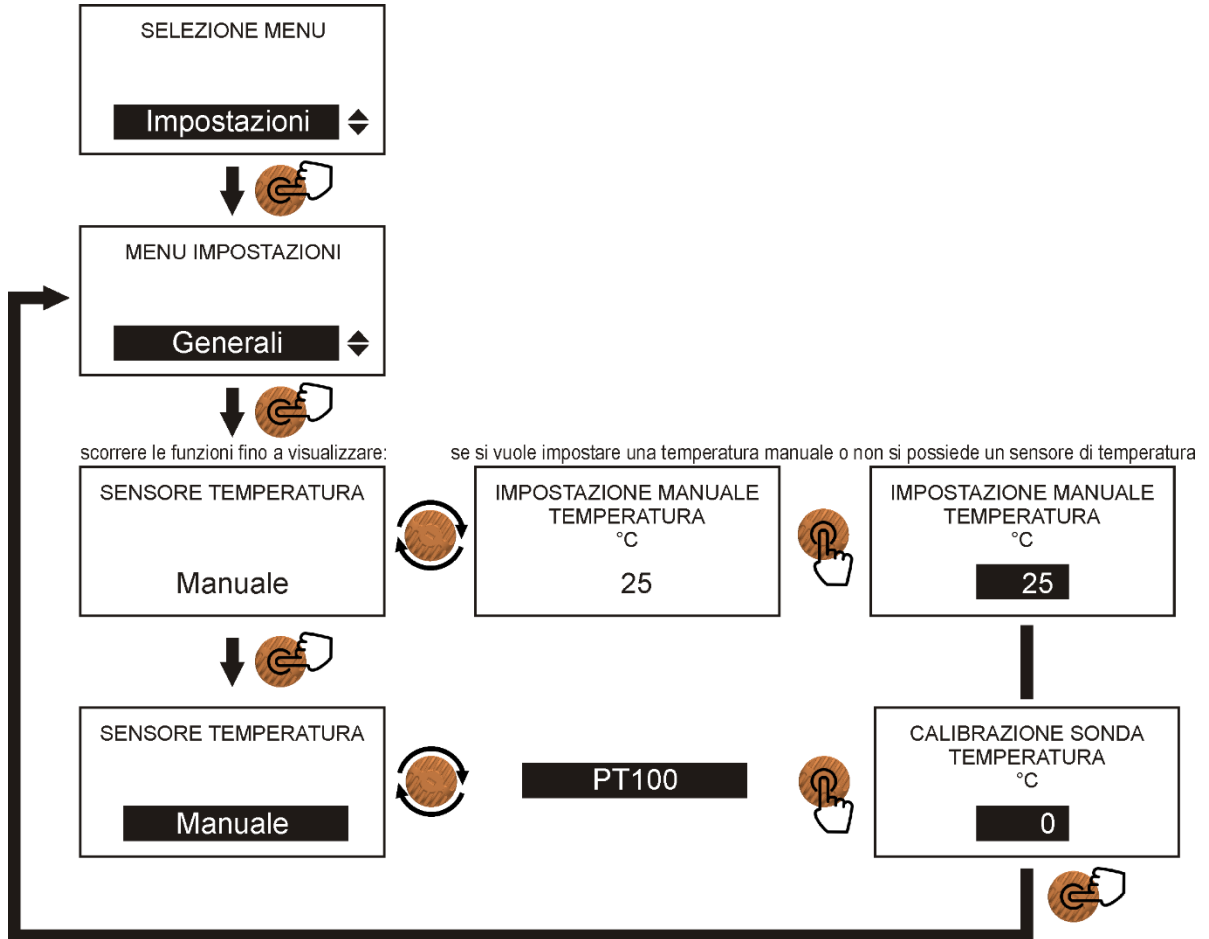 SELEZIONE MENU
Impostazioni
MENU IMPOSTAZIONI
Generali
scorrere le funzioni fino a visualizzare:
se si vuole impostare una temperatura manuale o non si possiede un sensore di temperatura
SENSORE TEMPERATURA
Manuale
IMPOSTAZIONE MANUALE
TEMPERATURA
°C
25
IMPOSTAZIONE MANUALE
TEMPERATURA
°C
25
SENSORE TEMPERATURA
Manuale
PT100
CALIBRAZIONE SONDA
TEMPERATURA
°C
0